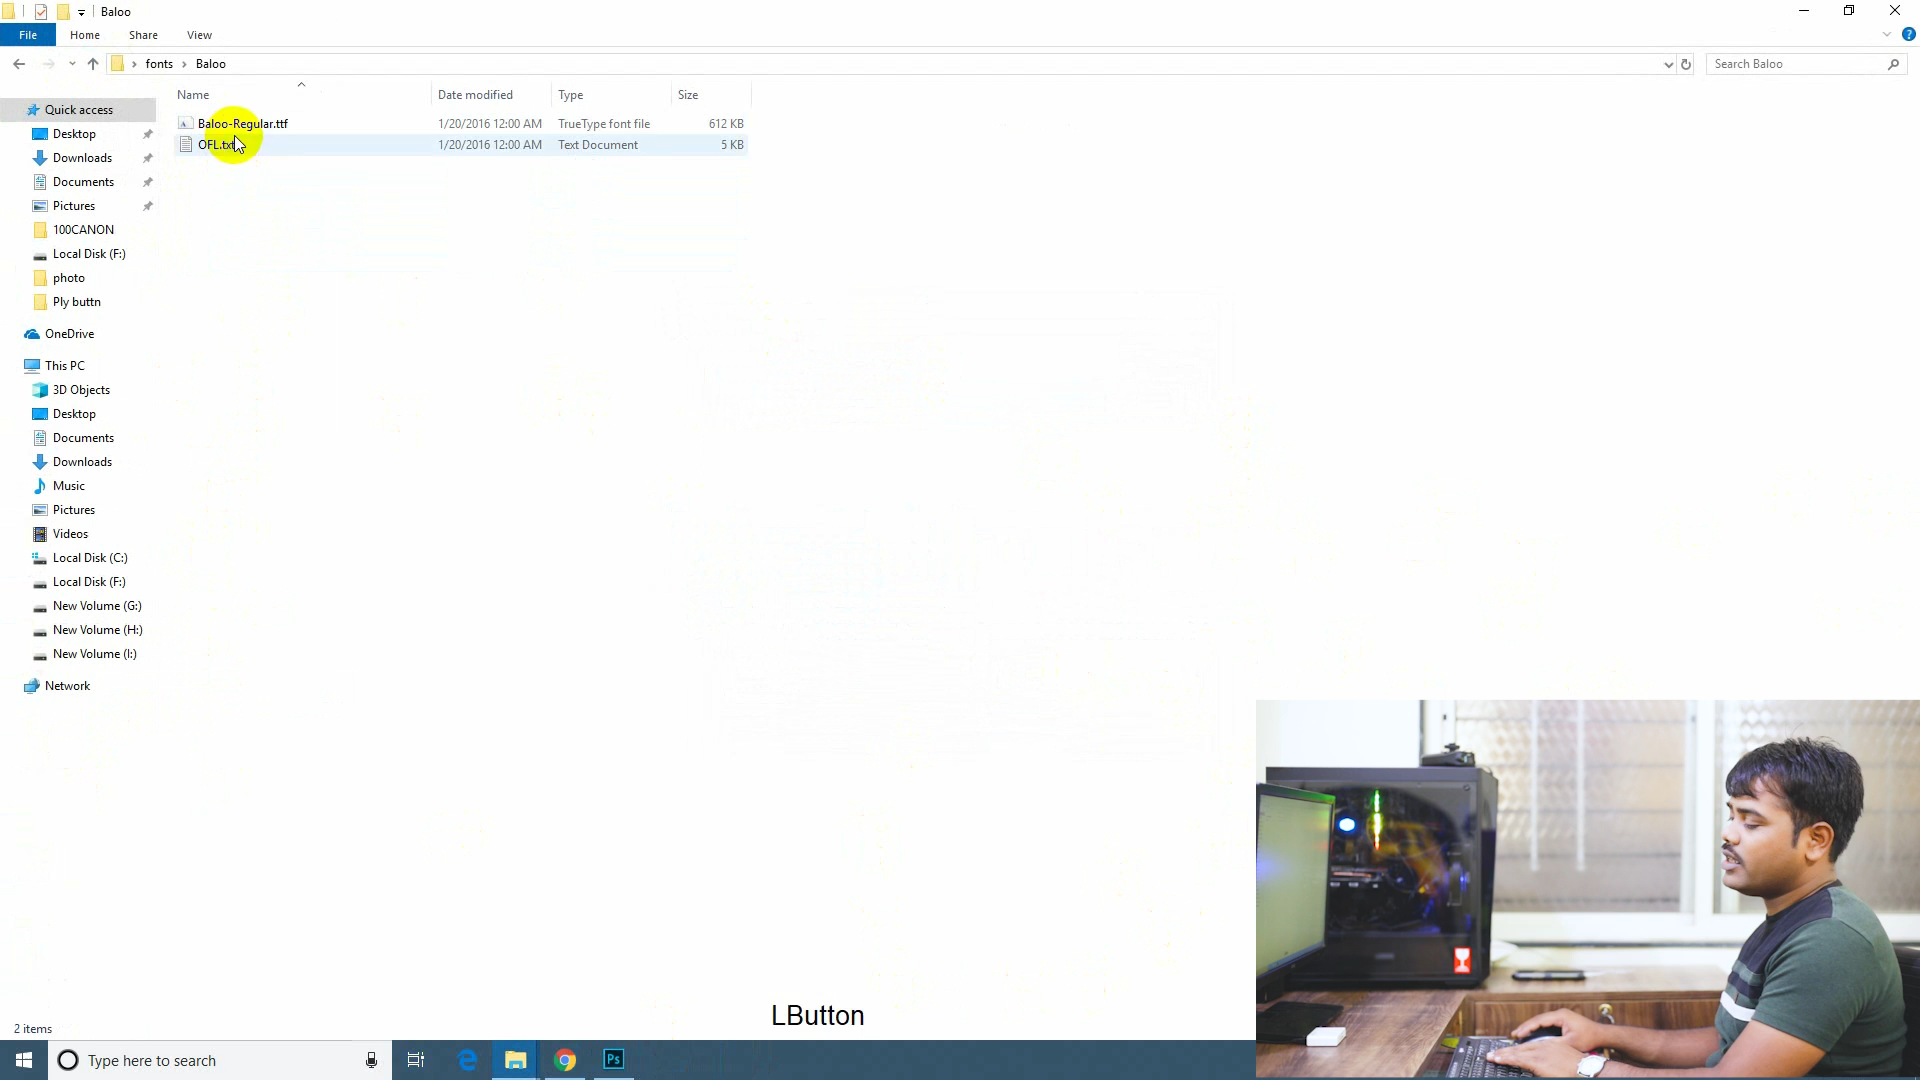 Baloo
File Home Share View
fonts Baloo
Search Baloo
Name Date modified Type Size
Baloo-Regular.ttf 1/20/2016 12:00 AM TrueType font file 612 KB
OFL.txt 1/20/2016 12:00 AM Text Document 5 KB
Quick access
Desktop
Downloads
Documents
Pictures
100CANON
Local Disk (F:)
photo
Ply buttn
OneDrive
This PC
3D Objects
Desktop
Documents
Downloads
Music
Pictures
Videos
Local Disk (C:)
Local Disk (F:)
New Volume (G:)
New Volume (H:)
New Volume (I:)
Network
LButton
2 items
Type here to search
Ps